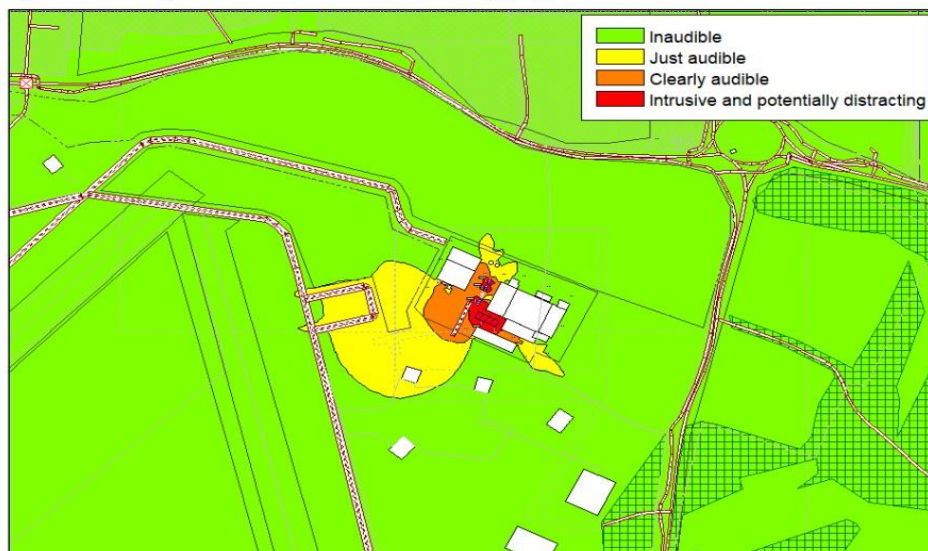 Inaudible
Just audible
Clearly audible
Intrusive and potentially distracting